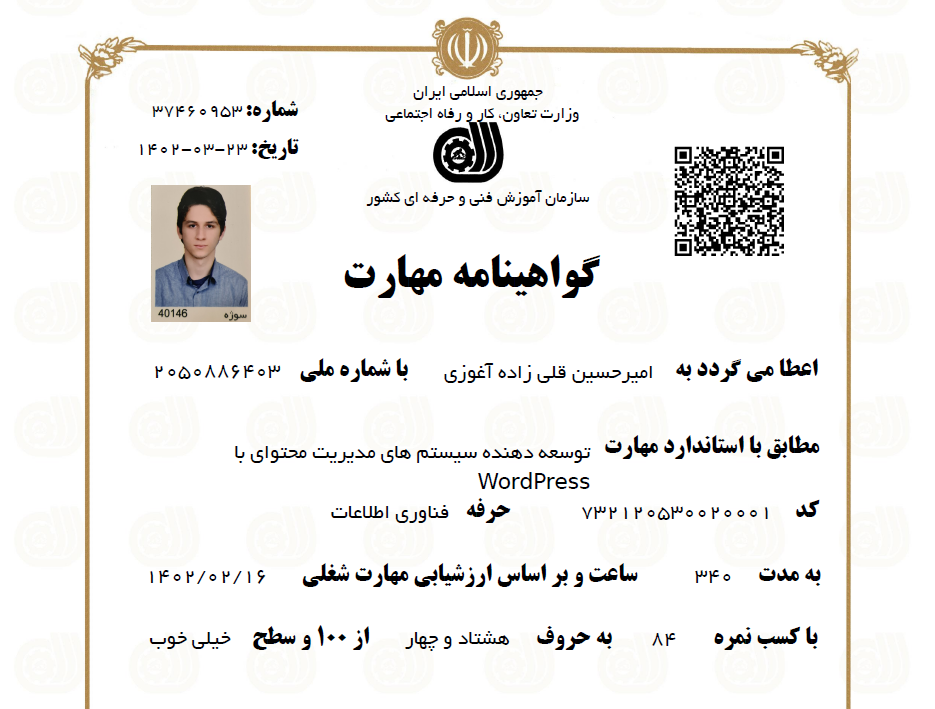 جمهوری اسلامی ایران
وزارت تعاون، کار و رفاه اجتماعی
سازمان آموزش فنی و حرفه ای کشور
شماره: ۳۷۴۶۰۹۵۳
تاریخ: ۱۴۰۲-۰۳-۲۳
40146 سوژه
گواهینامه مهارت
اعطا می گردد به امیرحسین قلی زاده آغوزی با شماره ملی ۲۰۵۰۸۸۶۴۰۳
مطابق با استاندارد مهارت توسعه دهنده سیستم های مدیریت محتوای با
WordPress
کد ۷۳۲۱۲۰۵۳۰۰۲۰۰۰۱ حرفه فناوری اطلاعات
به مدت ۳۴۰ ساعت و بر اساس ارزشیابی مهارت شغلی ۱۴۰۲/۰۲/۱۶
با کسب نمره ۸۴ به حروف هشتاد و چهار از ۱۰۰ و سطح خیلی خوب